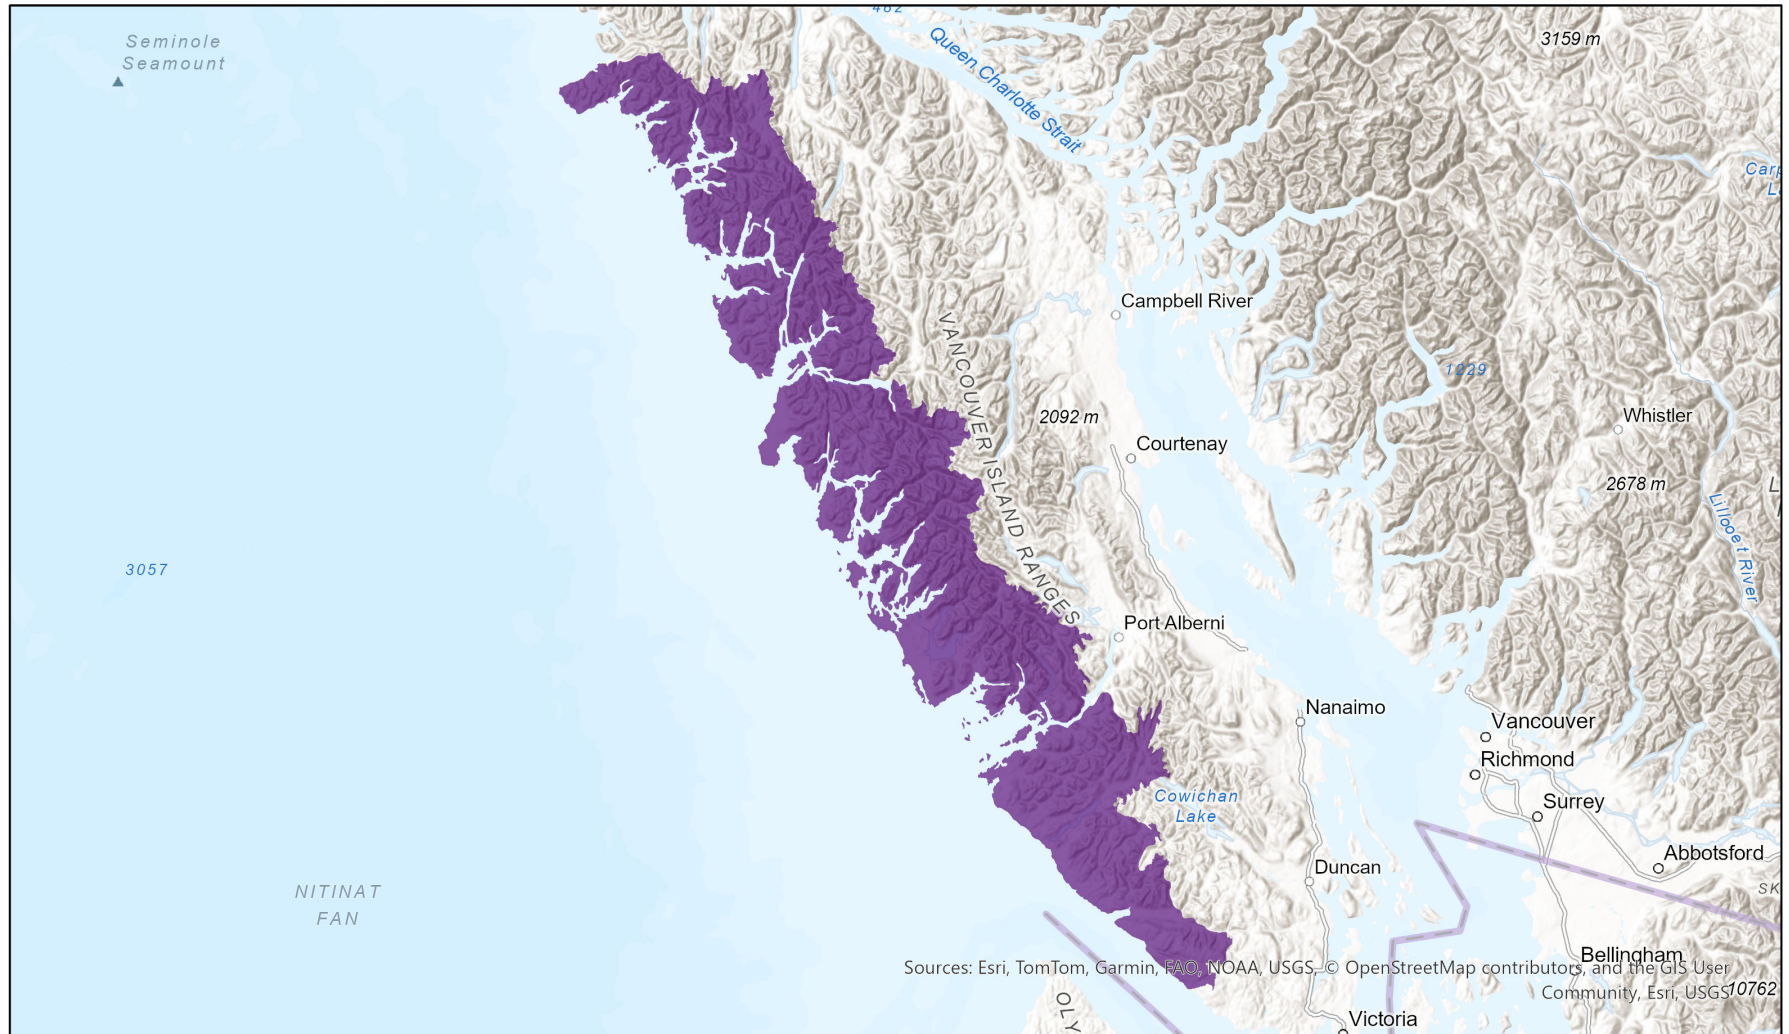 462
Seminole
Seamount
Queen Charlotte Strait
3159 m
Campbell River
VANCOUVER ISLAND RANGES
1229
2092 m
Whistler
Courtenay
2678 m
Lillooet River
3057
Port Alberni
Nanaimo
Vancouver
Richmond
Cowichan
Lake
Surrey
Abbotsford
Duncan
NITINAT
FAN
Bellingham
Sources: Esri, TomTom, Garmin, FAO, NOAA, USGS, © OpenStreetMap contributors, and the GIS User
Community, Esri, USGS
10762
OLY
Victoria